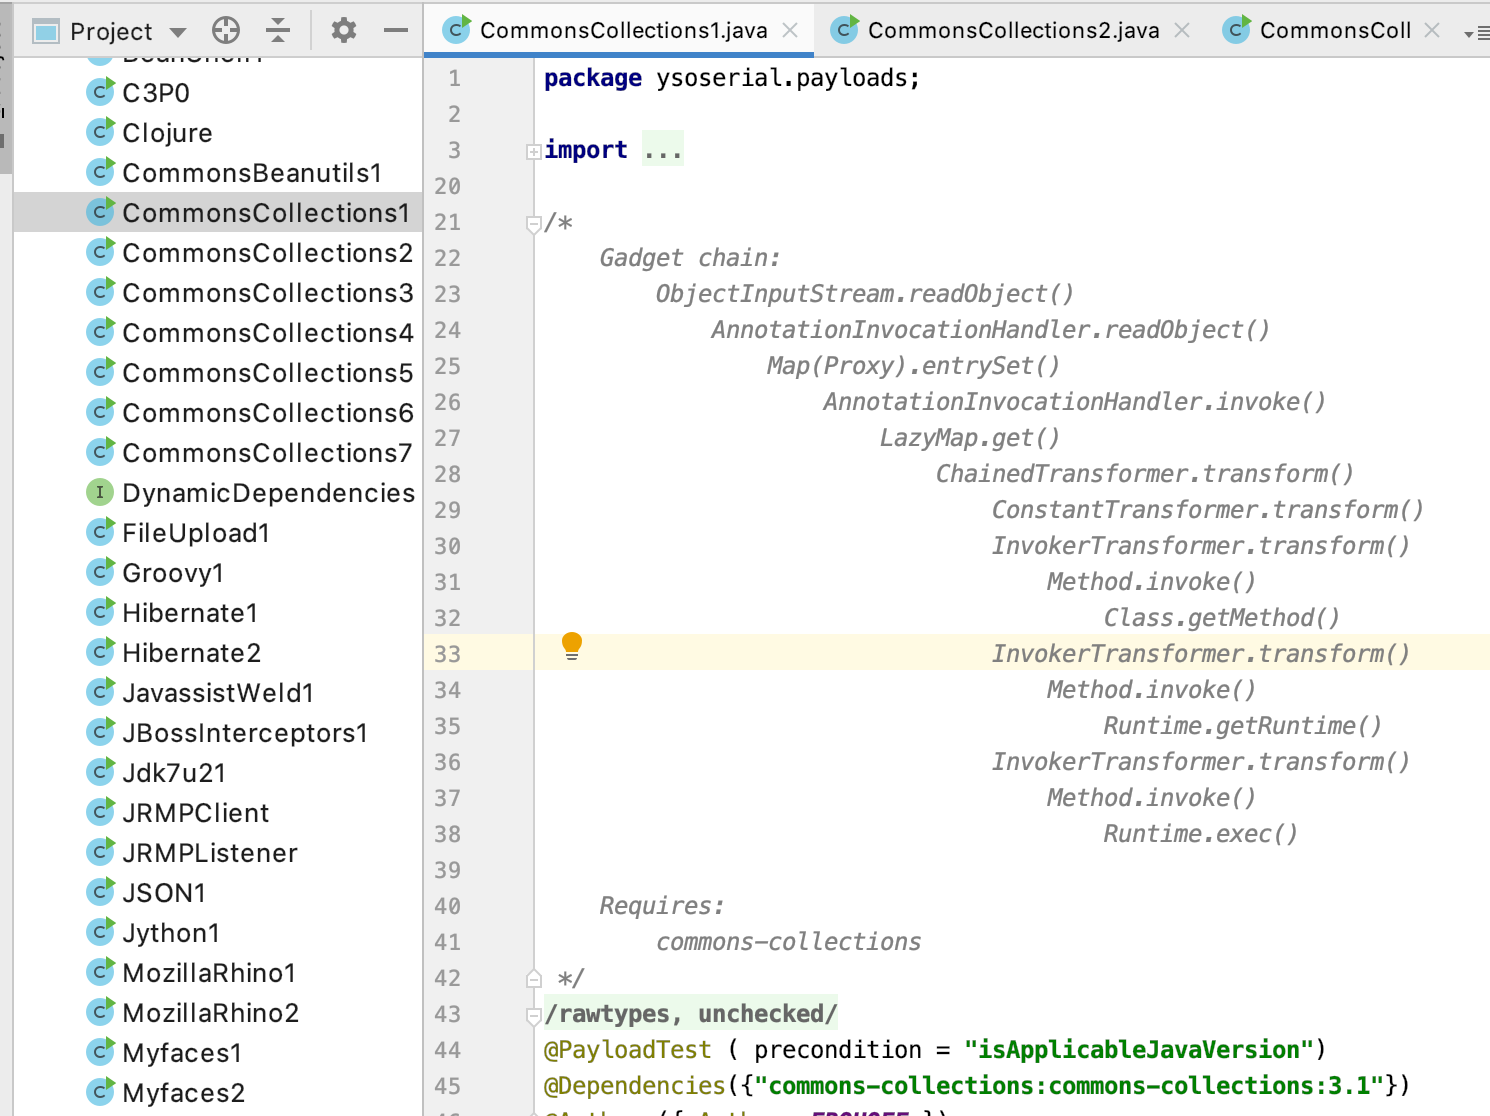 Project
CommonsCollections1.java
CommonsCollections2.java
CommonsColl
C3P0
Clojure
CommonsBeanutils1
CommonsCollections1
CommonsCollections2
CommonsCollections3
CommonsCollections4
CommonsCollections5
CommonsCollections6
CommonsCollections7
DynamicDependencies
FileUpload1
Groovy1
Hibernate1
Hibernate2
JavassistWeld1
JBossInterceptors1
Jdk7u21
JRMPClient
JRMPListener
JSON1
Jython1
MozillaRhino1
MozillaRhino2
Myfaces1
Myfaces2
1 package ysoserial.payloads;
2
3 import ...
20
21 /*
22 Gadget chain:
23 ObjectInputStream.readObject()
24 AnnotationInvocationHandler.readObject()
25 Map(Proxy).entrySet()
26 AnnotationInvocationHandler.invoke()
27 LazyMap.get()
28 ChainedTransformer.transform()
29 ConstantTransformer.transform()
30 InvokerTransformer.transform()
31 Method.invoke()
32 Class.getMethod()
33 InvokerTransformer.transform()
34 Method.invoke()
35 Runtime.getRuntime()
36 InvokerTransformer.transform()
37 Method.invoke()
38 Runtime.exec()
39
40 Requires:
41 commons-collections
42 */
43 /rawtypes, unchecked/
44 @PayloadTest ( precondition = "isApplicableJavaVersion")
45 @Dependencies({"commons-collections:commons-collections:3.1"})